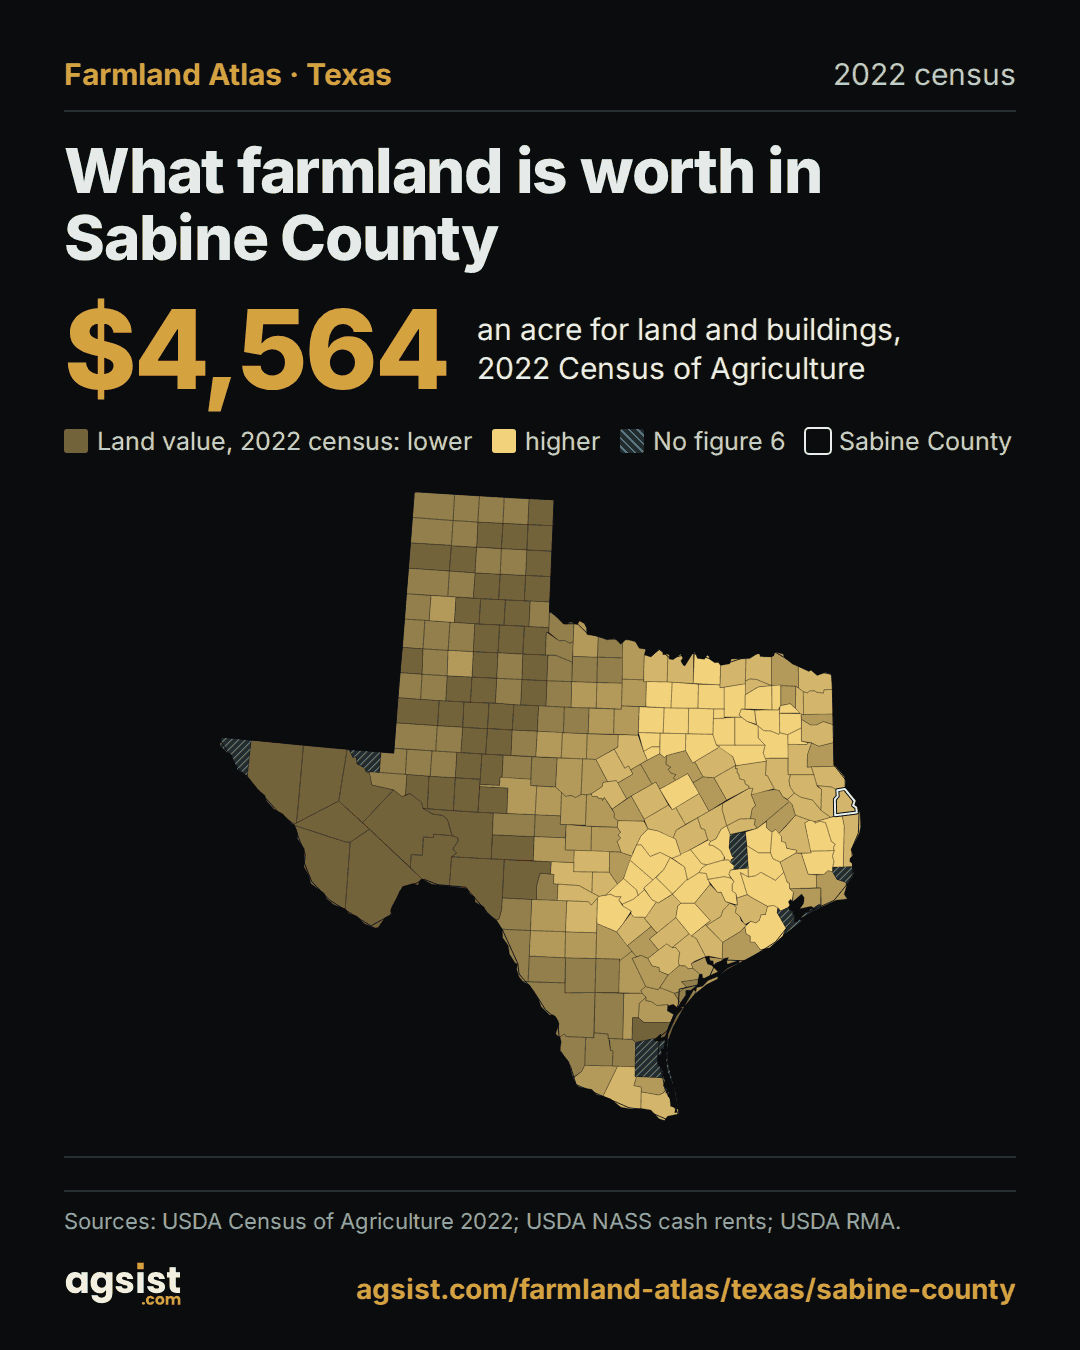 Farmland Atlas · Texas
2022 census
What farmland is worth in
Sabine County
$4,564
an acre for land and buildings,
2022 Census of Agriculture
Land value, 2022 census: lower
higher
No figure 6
Sabine County
Sources: USDA Census of Agriculture 2022; USDA NASS cash rents; USDA RMA.
agsist
.com
agsist.com/farmland-atlas/texas/sabine-county